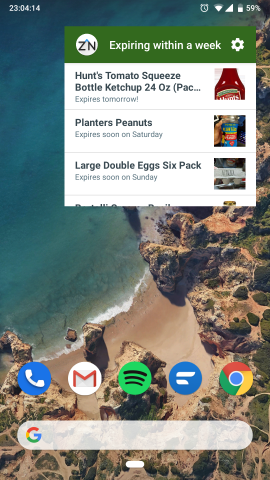 23:04:14
59%
ZN
Expiring within a week
Hunt's Tomato Squeeze
Bottle Ketchup 24 Oz (Pac...
Expires tomorrow!
Planters Peanuts
Expires soon on Saturday
Large Double Eggs Six Pack
Expires soon on Sunday